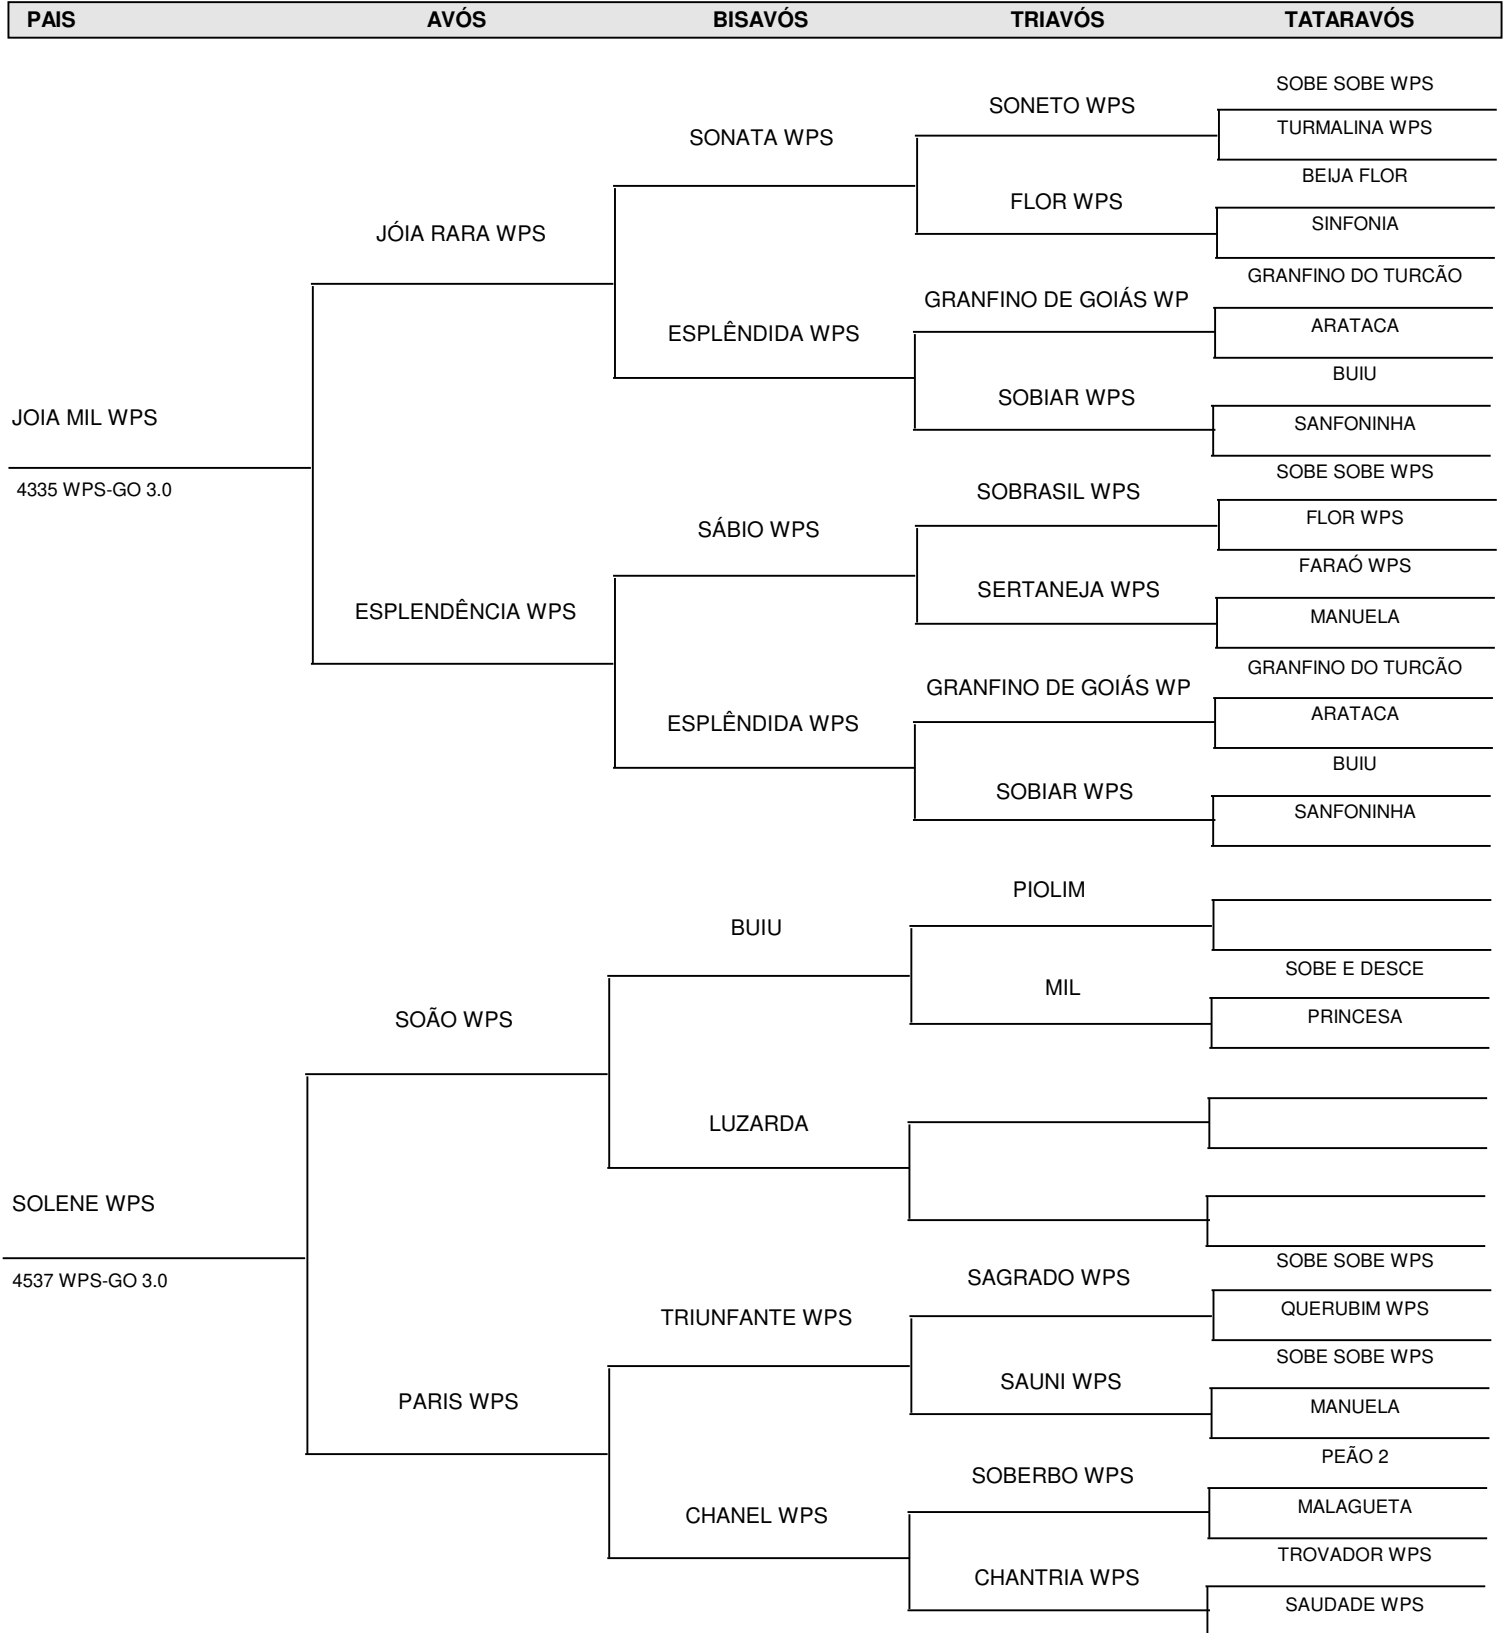 PAIS AVÓS BISAVÓS TRIAVÓS TATARAVÓS
SOBE SOBE WPS
SONETO WPS
TURMALINA WPS
SONATA WPS
BEIJA FLOR
FLOR WPS
SINFONIA
JÓIA RARA WPS
GRANFINO DO TURCÃO
GRANFINO DE GOIÁS WP
ARATACA
ESPLÊNDIDA WPS
BUIU
SOBIAR WPS
JOIA MIL WPS
SANFONINHA
SOBE SOBE WPS
4335 WPS-GO 3.0
SOBRASIL WPS
FLOR WPS
SÁBIO WPS
FARAÓ WPS
SERTANEJA WPS
ESPLENDÊNCIA WPS
MANUELA
GRANFINO DO TURCÃO
GRANFINO DE GOIÁS WP
ARATACA
ESPLÊNDIDA WPS
BUIU
SOBIAR WPS
SANFONINHA
PIOLIM
BUIU
SOBE E DESCE
MIL
SOÃO WPS
PRINCESA
LUZARDA
SOLENE WPS
SOBE SOBE WPS
4537 WPS-GO 3.0
SAGRADO WPS
QUERUBIM WPS
TRIUNFANTE WPS
SOBE SOBE WPS
SAUNI WPS
PARIS WPS
MANUELA
PEÃO 2
SOBERBO WPS
MALAGUETA
CHANEL WPS
TROVADOR WPS
CHANTRIA WPS
SAUDADE WPS